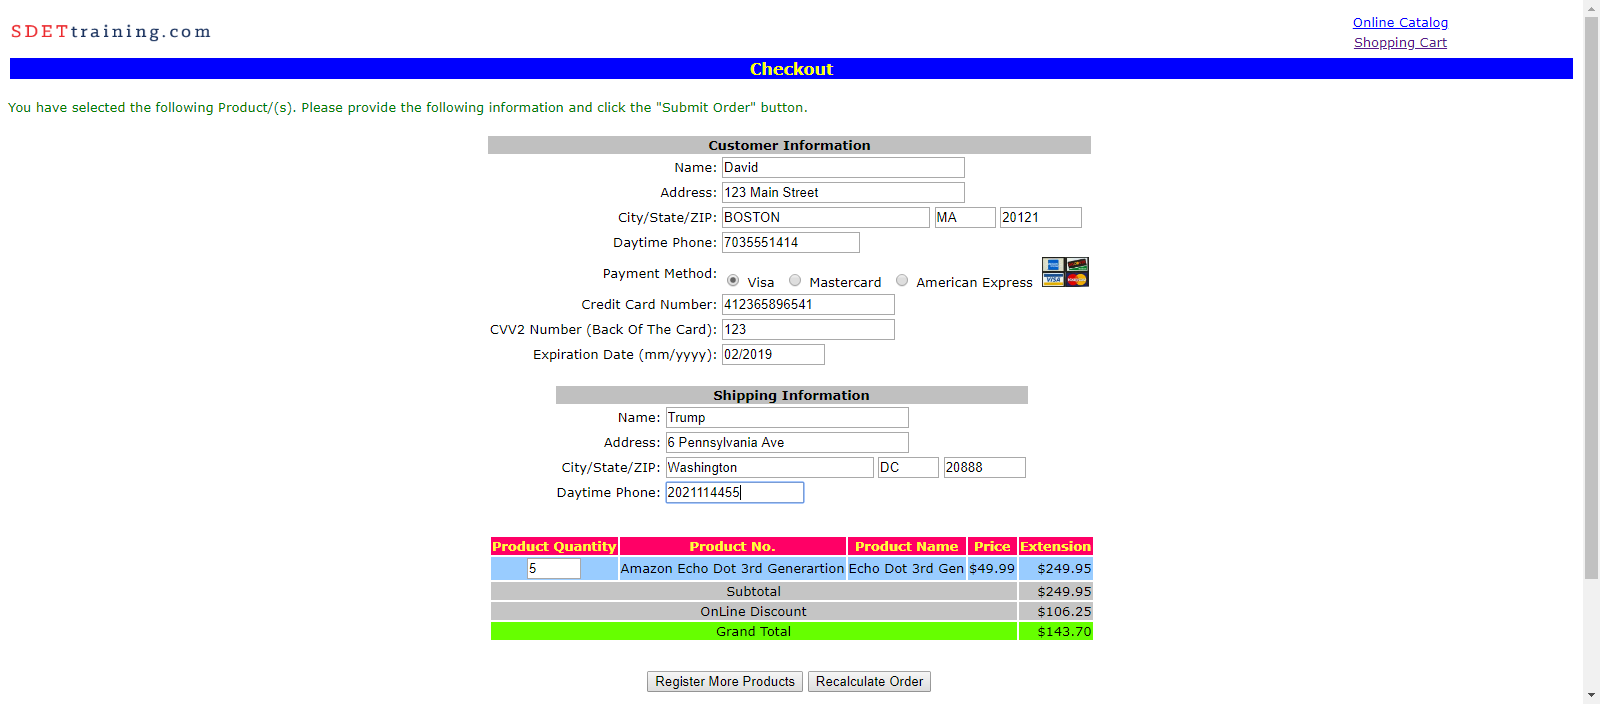 SDETtraining.com
Online Catalog
Shopping Cart
Checkout
You have selected the following Product/(s). Please provide the following information and click the "Submit Order" button.
Customer Information
Name: David
Address: 123 Main Street
City/State/ZIP: BOSTON MA 20121
Daytime Phone: 7035551414
Payment Method: Visa Mastercard American Express
Credit Card Number: 412365896541
CVV2 Number (Back Of The Card): 123
Expiration Date (mm/yyyy): 02/2019
Shipping Information
Name: Trump
Address: 6 Pennsylvania Ave
City/State/ZIP: Washington DC 20888
Daytime Phone: 2021114455
Product Quantity Product No. Product Name Price Extension
5 Amazon Echo Dot 3rd Generartion Echo Dot 3rd Gen $49.99 $249.95
Subtotal $249.95
OnLine Discount $106.25
Grand Total $143.70
Register More Products Recalculate Order